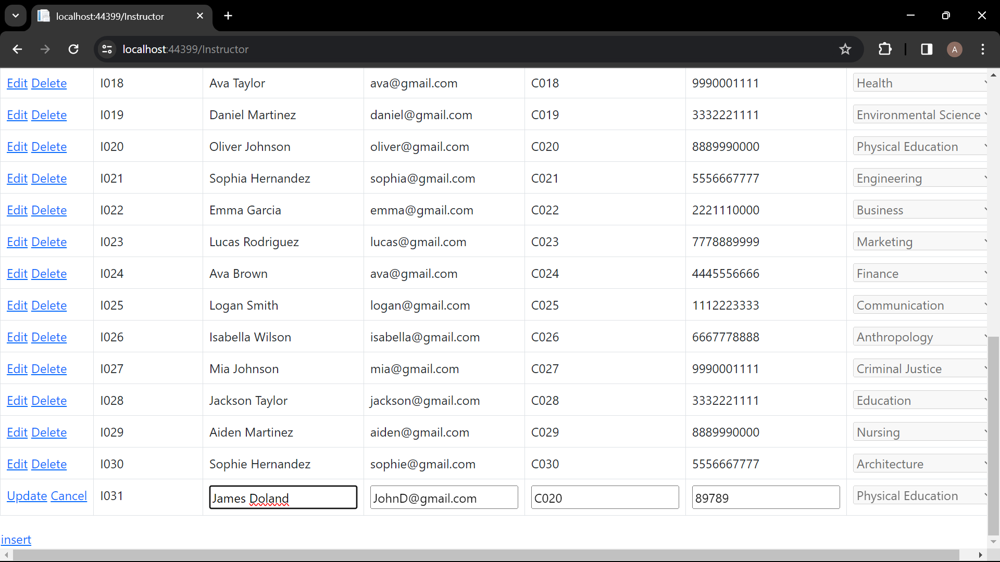 localhost:44399/Instructor
localhost:44399/Instructor
A
Edit Delete I018 Ava Taylor ava@gmail.com C018 9990001111 Health
Edit Delete I019 Daniel Martinez daniel@gmail.com C019 3332221111 Environmental Science
Edit Delete I020 Oliver Johnson oliver@gmail.com C020 8889990000 Physical Education
Edit Delete I021 Sophia Hernandez sophia@gmail.com C021 5556667777 Engineering
Edit Delete I022 Emma Garcia emma@gmail.com C022 2221110000 Business
Edit Delete I023 Lucas Rodriguez lucas@gmail.com C023 7778889999 Marketing
Edit Delete I024 Ava Brown ava@gmail.com C024 4445556666 Finance
Edit Delete I025 Logan Smith logan@gmail.com C025 1112223333 Communication
Edit Delete I026 Isabella Wilson isabella@gmail.com C026 6667778888 Anthropology
Edit Delete I027 Mia Johnson mia@gmail.com C027 9990001111 Criminal Justice
Edit Delete I028 Jackson Taylor jackson@gmail.com C028 3332221111 Education
Edit Delete I029 Aiden Martinez aiden@gmail.com C029 8889990000 Nursing
Edit Delete I030 Sophie Hernandez sophie@gmail.com C030 5556667777 Architecture
Update Cancel I031 James Doland JohnD@gmail.com C020 89789 Physical Education
insert